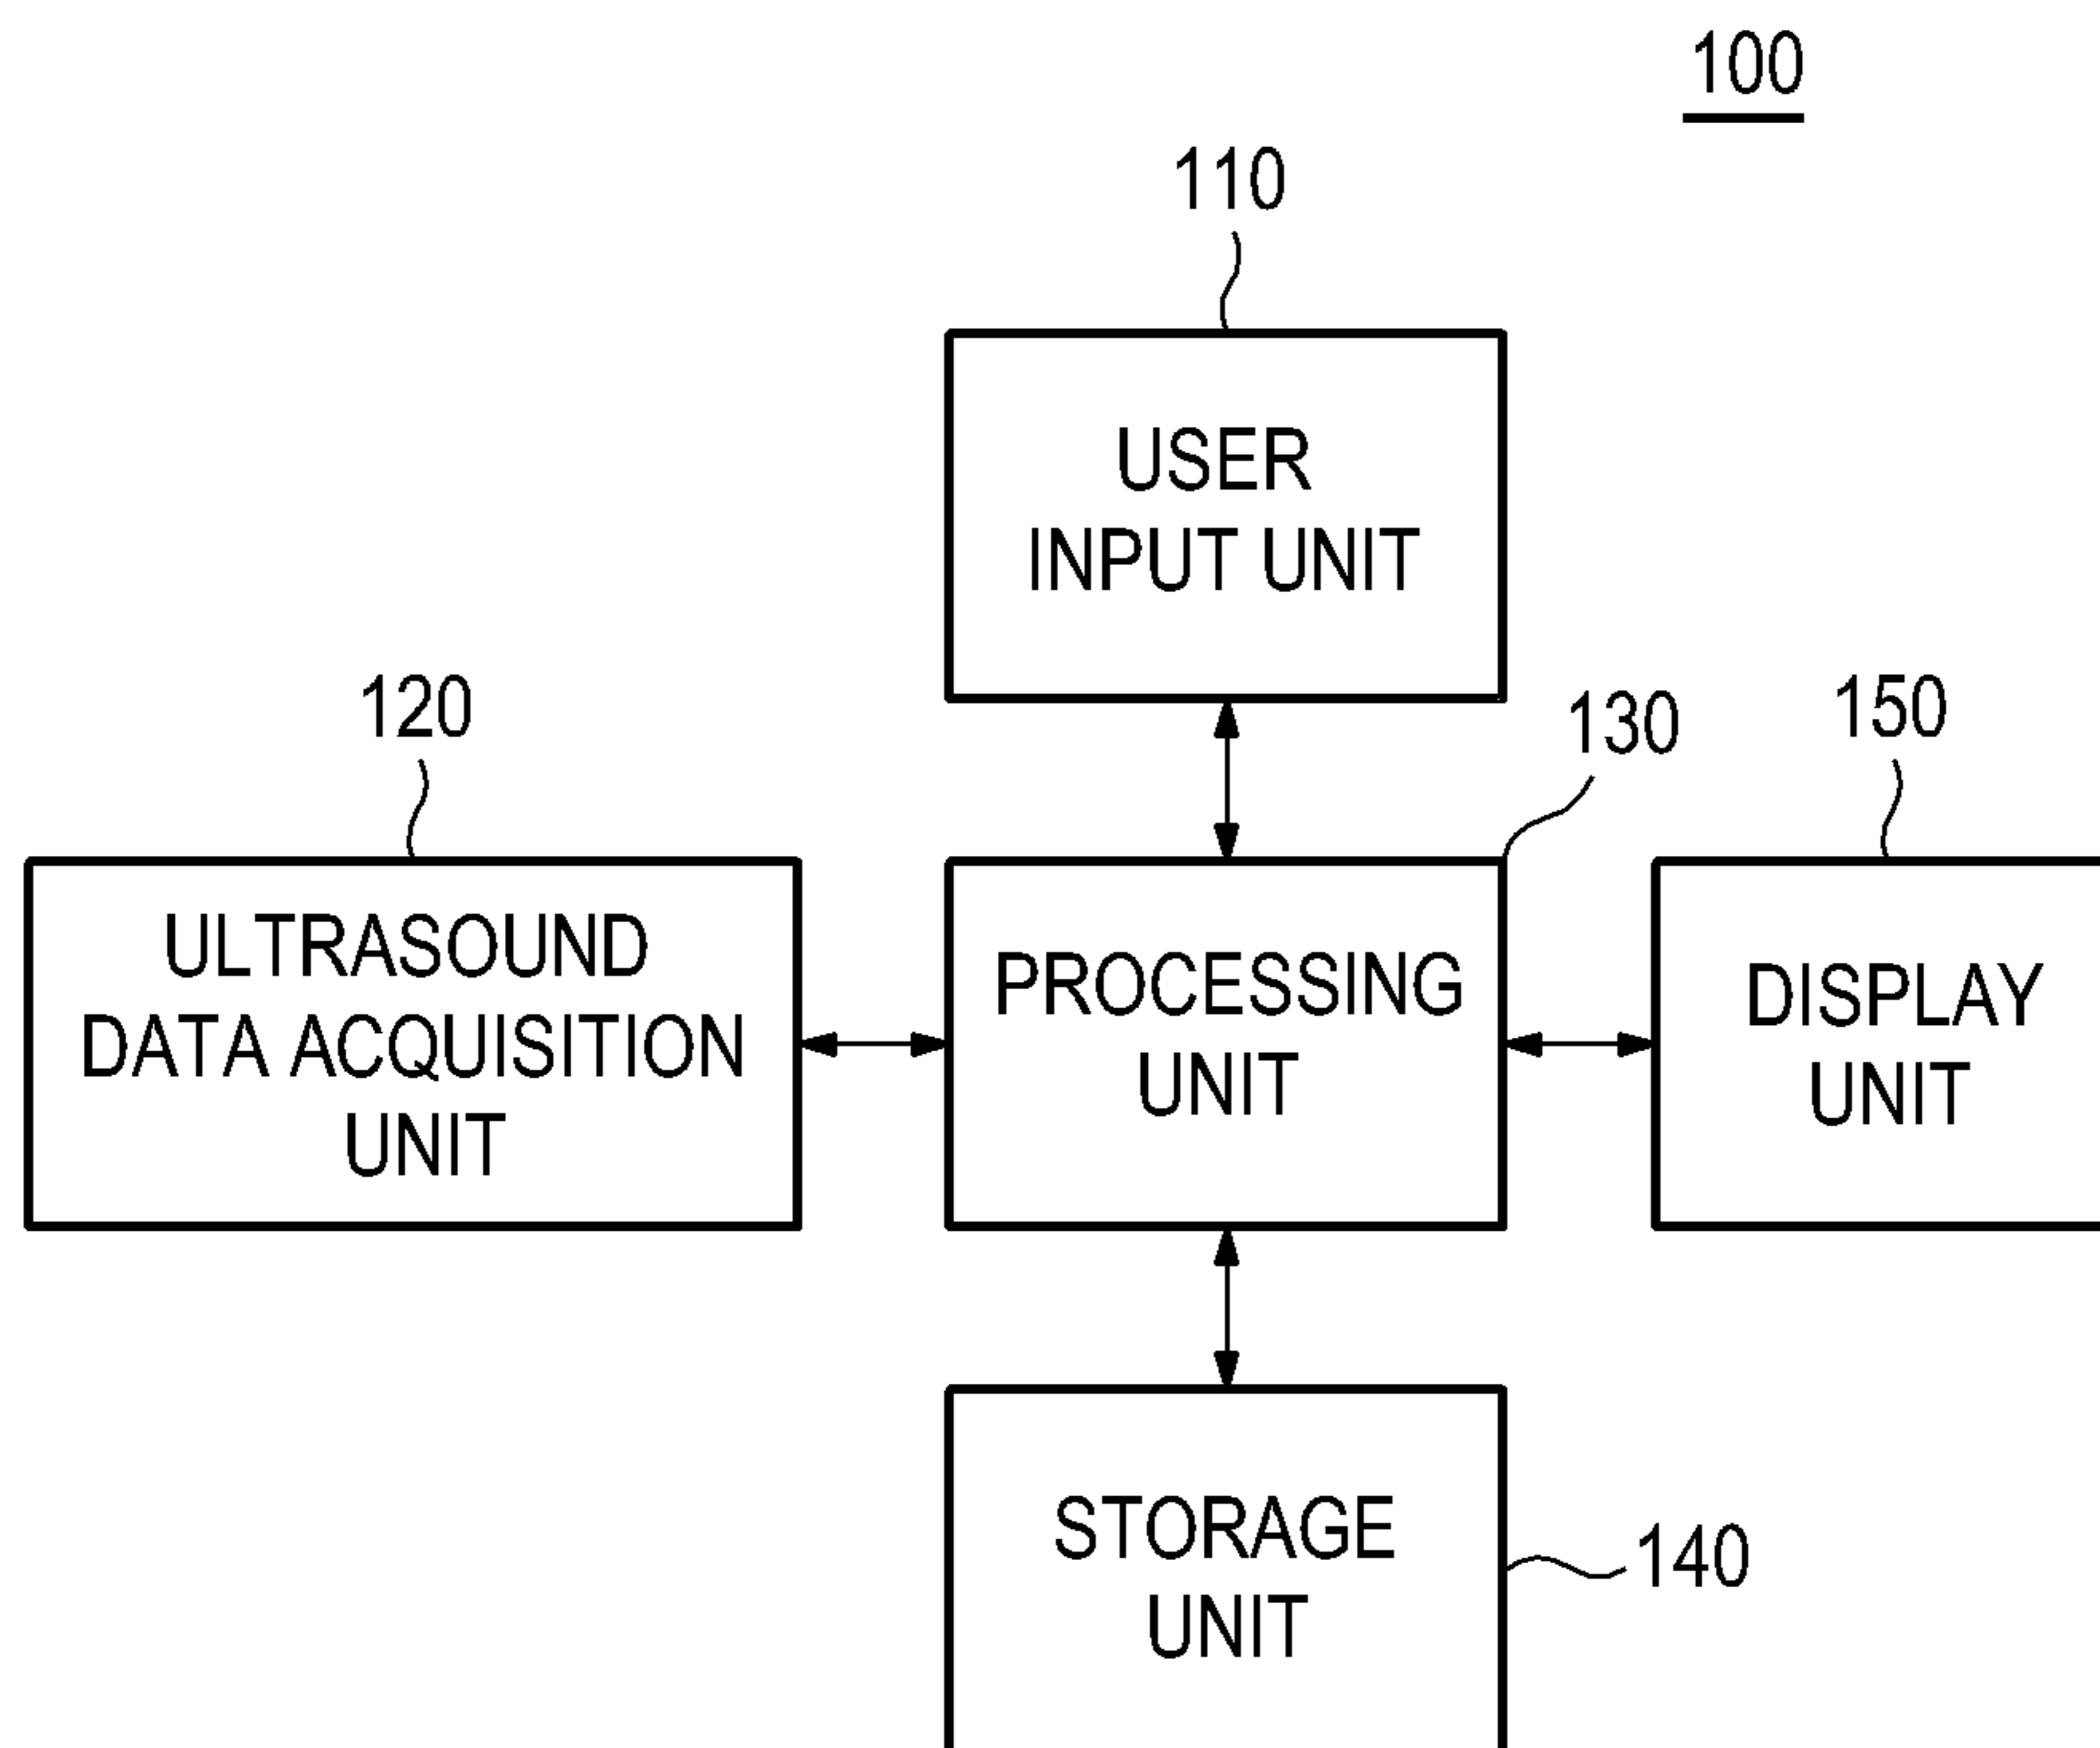 100
110
USER
INPUT UNIT
120
130
150
ULTRASOUND
DATA ACQUISITION
UNIT
PROCESSING
UNIT
DISPLAY
UNIT
STORAGE
UNIT
140